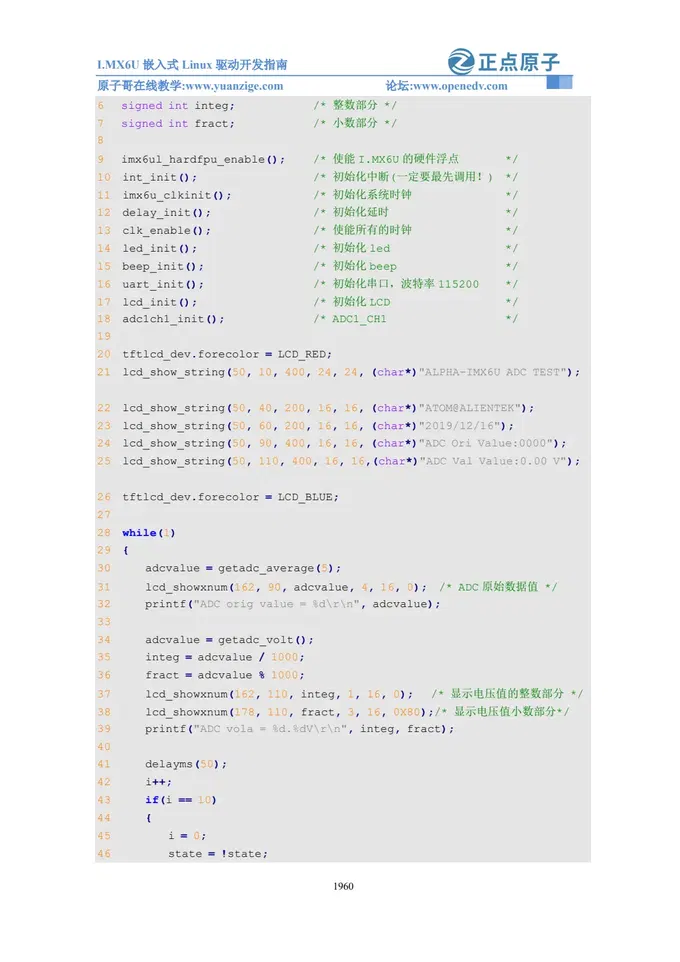 正点原子
I.MX6U 嵌入式 Linux 驱动开发指南
原子哥在线教学:www.yuanzige.com 论坛:www.openedv.com
6 signed int integ; /* 整数部分 */
7 signed int fract; /* 小数部分 */
8
9 imx6ul_hardfpu_enable(); /* 使能 I.MX6U 的硬件浮点 */
10 int_init(); /* 初始化中断(一定要最先调用！) */
11 imx6u_clkinit(); /* 初始化系统时钟 */
12 delay_init(); /* 初始化延时 */
13 clk_enable(); /* 使能所有的时钟 */
14 led_init(); /* 初始化 led */
15 beep_init(); /* 初始化 beep */
16 uart_init(); /* 初始化串口，波特率 115200 */
17 lcd_init(); /* 初始化 LCD */
18 adc1ch1_init(); /* ADC1_CH1 */
19
20 tftlcd_dev.forecolor = LCD_RED;
21 lcd_show_string(50, 10, 400, 24, 24, (char*)"ALPHA-IMX6U ADC TEST");
22 lcd_show_string(50, 40, 200, 16, 16, (char*)"ATOM@ALIENTEK");
23 lcd_show_string(50, 60, 200, 16, 16, (char*)"2019/12/16");
24 lcd_show_string(50, 90, 400, 16, 16, (char*)"ADC Ori Value:0000");
25 lcd_show_string(50, 110, 400, 16, 16,(char*)"ADC Val Value:0.00 V");
26 tftlcd_dev.forecolor = LCD_BLUE;
27
28 while(1)
29 {
30 adcvalue = getadc_average(5);
31 lcd_showxnum(162, 90, adcvalue, 4, 16, 0); /* ADC 原始数据值 */
32 printf("ADC orig value = %d\r\n", adcvalue);
33
34 adcvalue = getadc_volt();
35 integ = adcvalue / 1000;
36 fract = adcvalue % 1000;
37 lcd_showxnum(162, 110, integ, 1, 16, 0); /* 显示电压值的整数部分 */
38 lcd_showxnum(178, 110, fract, 3, 16, 0X80);/* 显示电压值小数部分*/
39 printf("ADC vola = %d.%dV\r\n", integ, fract);
40
41 delayms(50);
42 i++;
43 if(i == 10)
44 {
45 i = 0;
46 state = !state;
1960